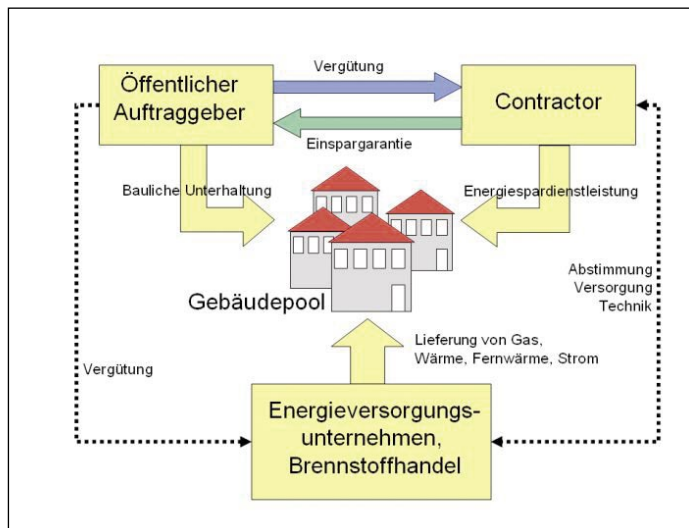 Vergütung
Öffentlicher
Auftraggeber
Contractor
Einspargarantie
Bauliche Unterhaltung
Energiespardienstleistung
Abstimmung
Versorgung
Technik
Gebäudepool
Lieferung von Gas,
Wärme, Fernwärme, Strom
Vergütung
Energieversorgungs-
unternehmen,
Brennstoffhandel